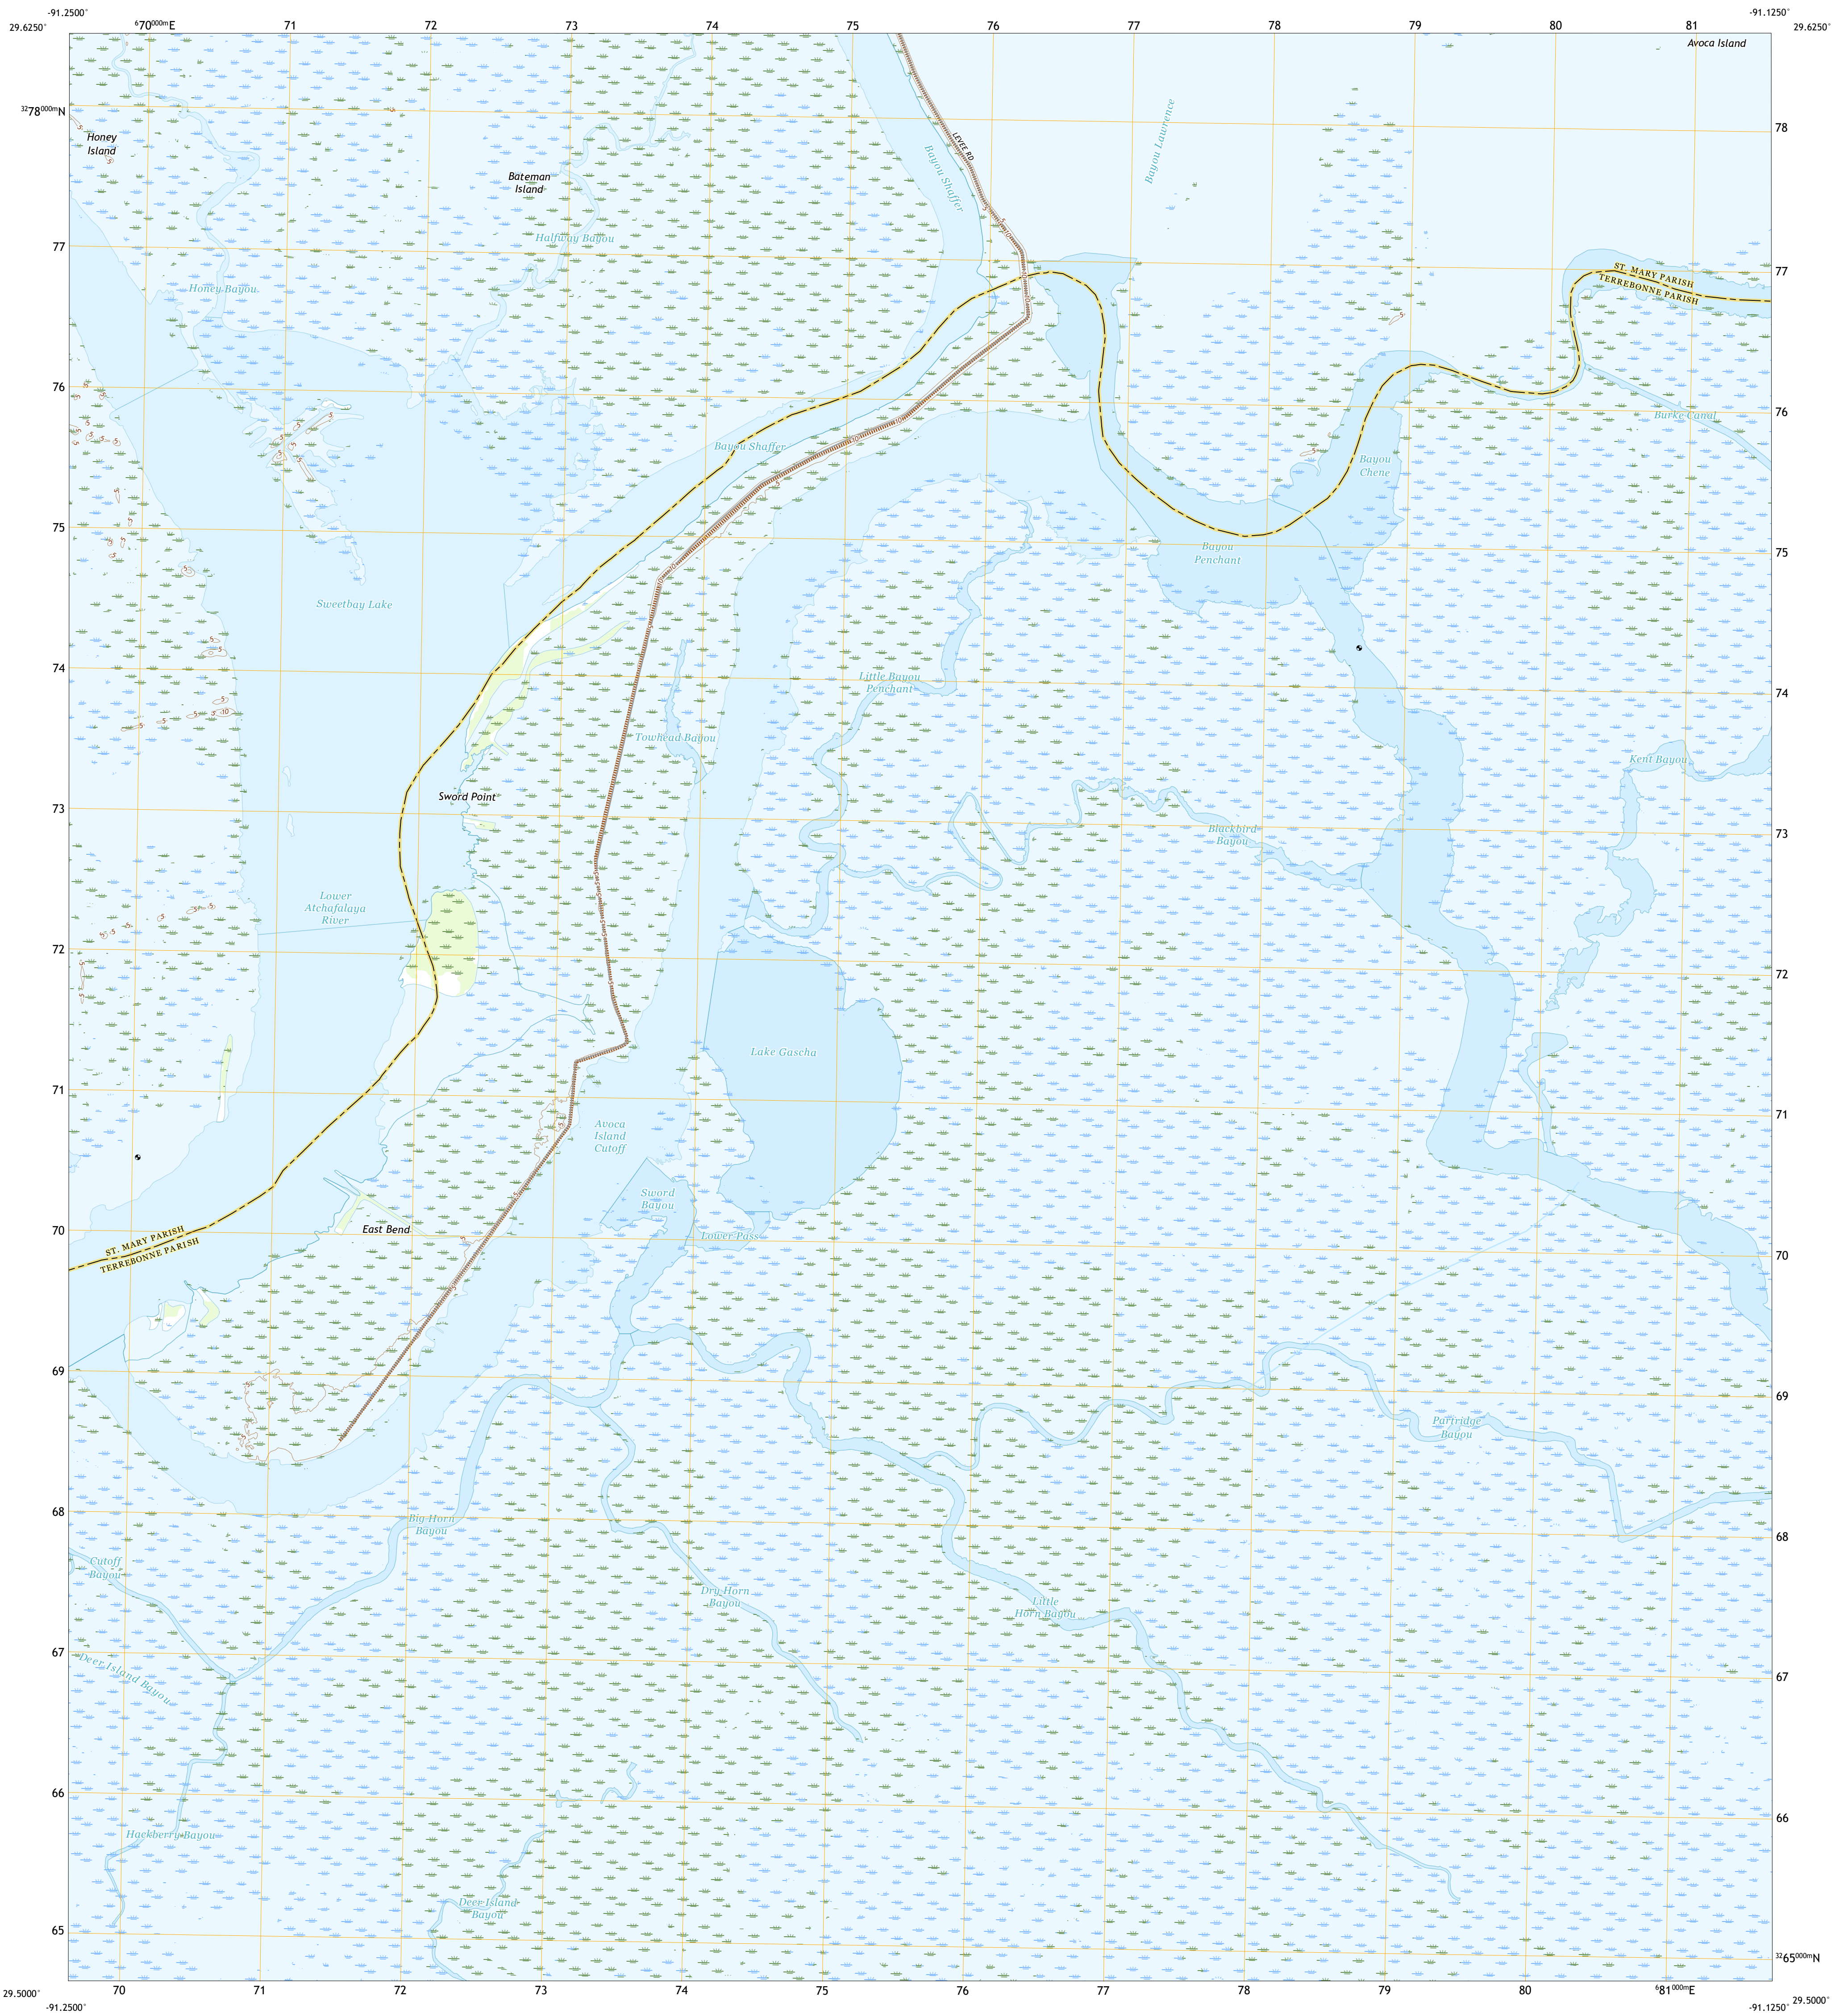 -91.2500°
-91.1250°
29.6250°
⁶70⁰⁰⁰ᵐE
71
72
73
74
75
76
77
78
79
80
81
29.6250°
Avoca Island
³²78⁰⁰⁰ᵐN
78
Honey
Island
LEVEE RD
Bayou Shaffer
Bayou Lawrence
Bateman
Island
Halfway Bayou
77
77
ST. MARY PARISH
TERREBONNE PARISH
Honey Bayou
76
76
Burke Canal
Bayou Shaffer
Bayou
Chene
75
75
Bayou
Penchant
Sweetbay Lake
74
74
Little Bayou
Penchant
Towhead Bayou
Kent Bayou
Sword Point
73
73
Blackbird
Bayou
Lower
Atchafalaya
River
72
72
Lake Gascha
71
71
Avoca
Island
Cutoff
Sword
Bayou
Lower Pass
70
70
East Bend
ST. MARY PARISH
TERREBONNE PARISH
69
69
Partridge
Bayou
68
68
Big Horn
Bayou
Cutoff
Bayou
Dry Horn
Bayou
Little
Horn Bayou
67
67
Deer Island Bayou
66
66
Hackberry Bayou
Deer Island
Bayou
65
³²65⁰⁰⁰ᵐN
29.5000°
70
71
72
73
74
75
76
77
78
79
80
⁶81⁰⁰⁰ᵐE
29.5000°
-91.2500°
-91.1250°